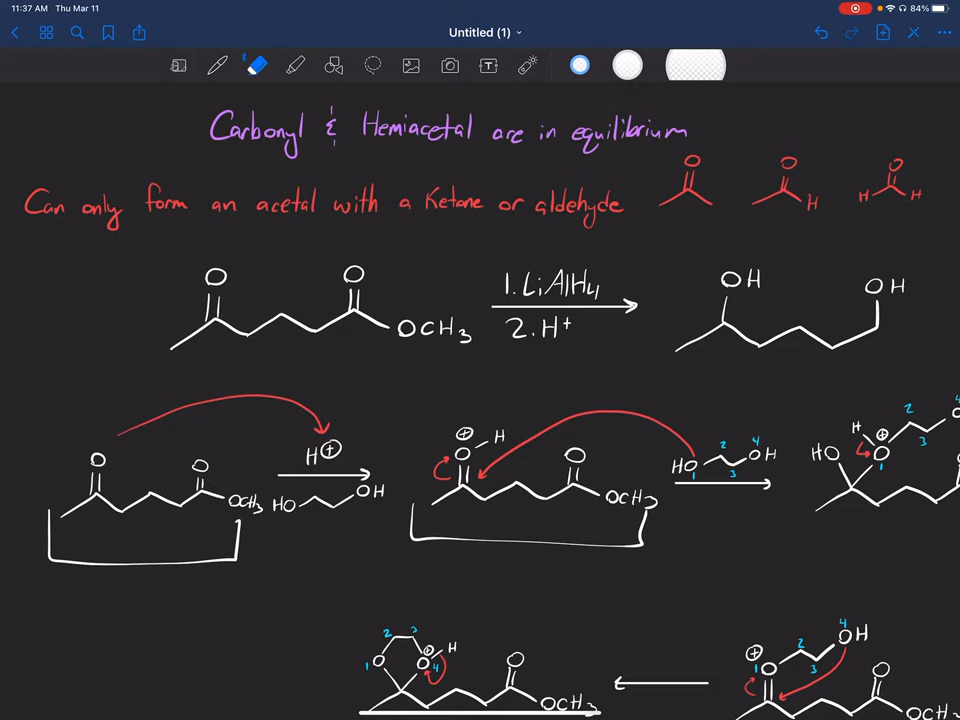 11:37 AM Thu Mar 11
84%
Untitled (1)
T
Carbonyl & Hemiacetal are in equilibrium
Can only form an acetal with a Ketone or aldehyde
O O O
H H H
O O 1. LiAlH4 OH OH
OCH3 2. H+
O O OCH3
H+
HO OH
+ H
O O OCH3
HO 1 2 3 4 OH
HO H + O 1 2 3
2 3
1 O O + H 4
O OCH3
+ 1 O 2 3 4 OH
O OCH